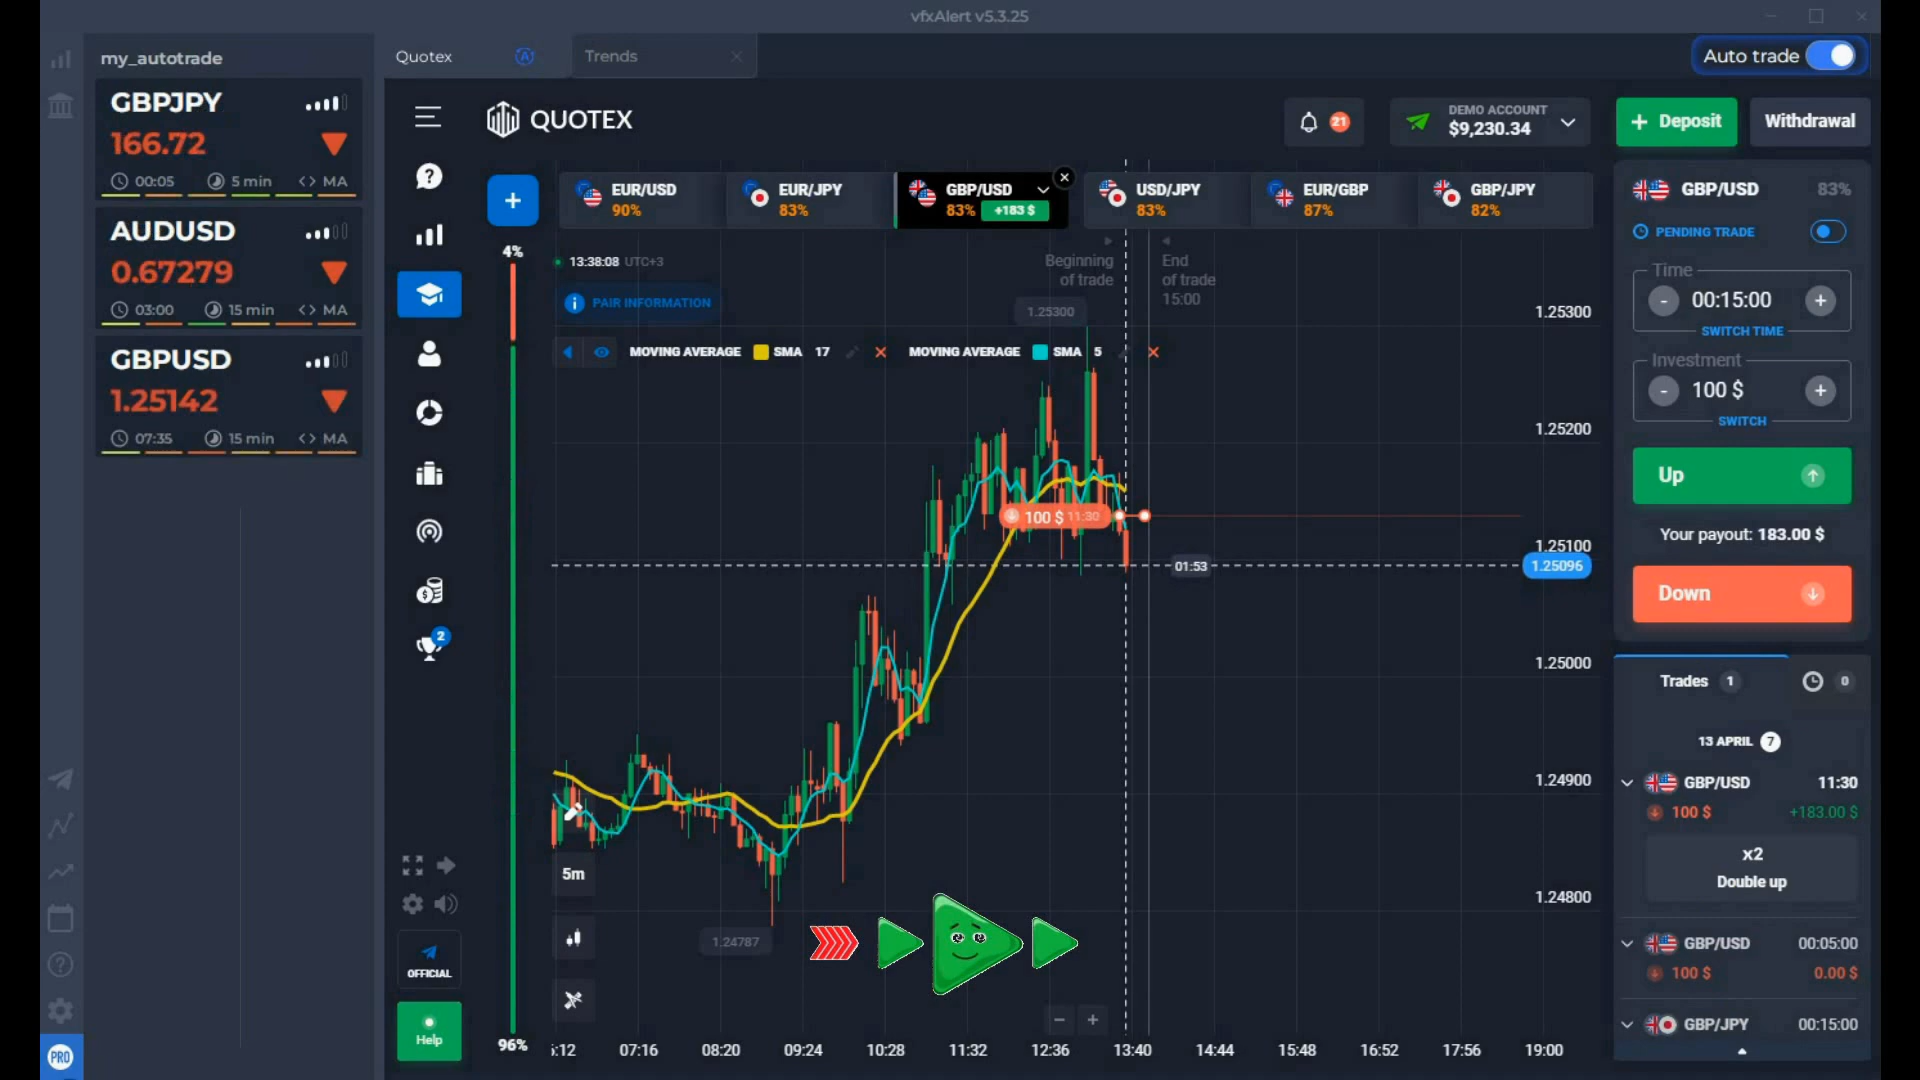 vfxAlert v5.3.25
my_autotrade
GBPJPY
166.72
00:05 5 min <> MA
AUDUSD
0.67279
03:00 15 min <> MA
GBPUSD
1.25142
07:35 15 min <> MA
PRO
Quotex
Trends
Auto trade
QUOTEX
21
DEMO ACCOUNT
$9,230.34
+ Deposit
Withdrawal
2
OFFICIAL
Help
+
EUR/USD
90%
EUR/JPY
83%
GBP/USD
83% +183 $
USD/JPY
83%
EUR/GBP
87%
GBP/JPY
82%
4%
96%
13:38:08 UTC+3
PAIR INFORMATION
Beginning
of trade
End
of trade
15:00
1.25300
MOVING AVERAGE SMA 17
MOVING AVERAGE SMA 5
100 $ 11:30
01:53
1.25300
1.25200
1.25100
1.25096
1.25000
1.24900
1.24800
5m
1.24787
- +
07:16 08:20 09:24 10:28 11:32 12:36 13:40 14:44 15:48 16:52 17:56 19:00
GBP/USD 83%
PENDING TRADE
Time
- 00:15:00 +
SWITCH TIME
Investment
- 100 $ +
SWITCH
Up
Your payout: 183.00 $
Down
Trades 1
0
13 APRIL 7
GBP/USD 11:30
100 $ +183.00 $
x2
Double up
GBP/USD 00:05:00
100 $ 0.00 $
GBP/JPY 00:15:00